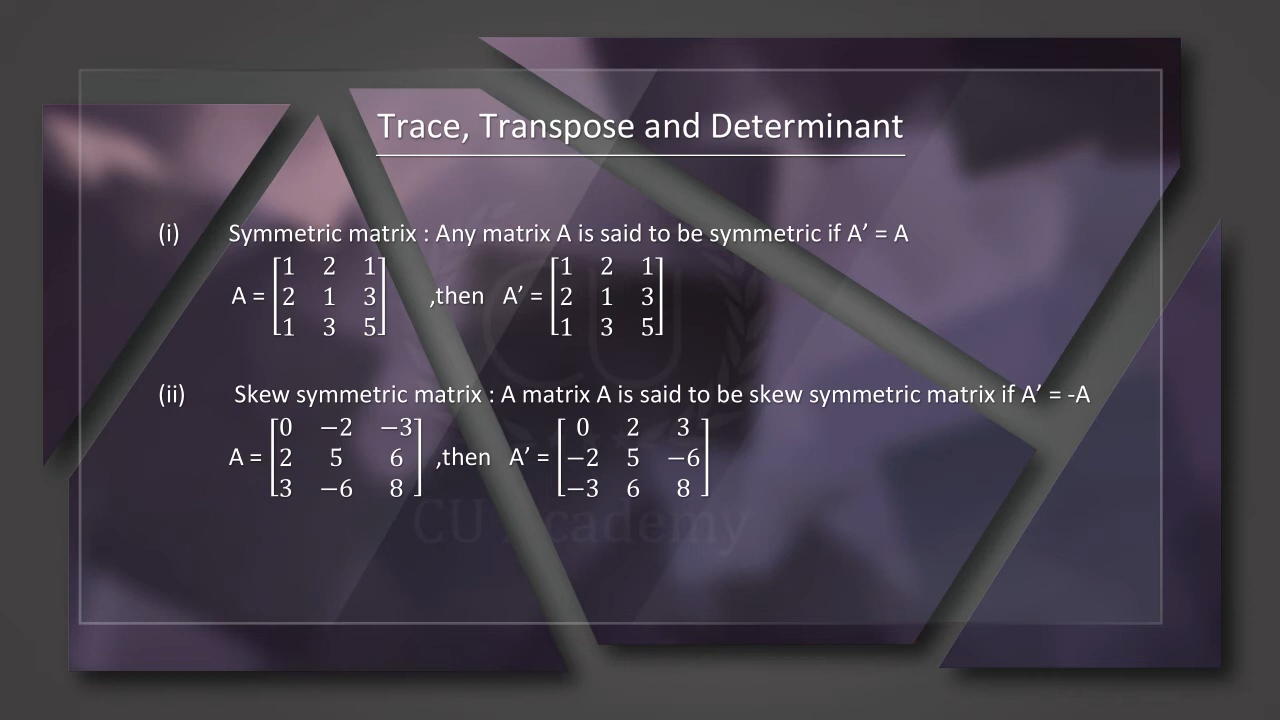 Trace, Transpose and Determinant
(i) Symmetric matrix : Any matrix A is said to be symmetric if A’ = A
A = [1 2 1
2 1 3
1 3 5] ,then A’ = [1 2 1
2 1 3
1 3 5]
(ii) Skew symmetric matrix : A matrix A is said to be skew symmetric matrix if A’ = -A
A = [0 −2 −3
2 5 6
3 −6 8] ,then A’ = [0 2 3
−2 5 −6
−3 6 8]
CU
CU Academy